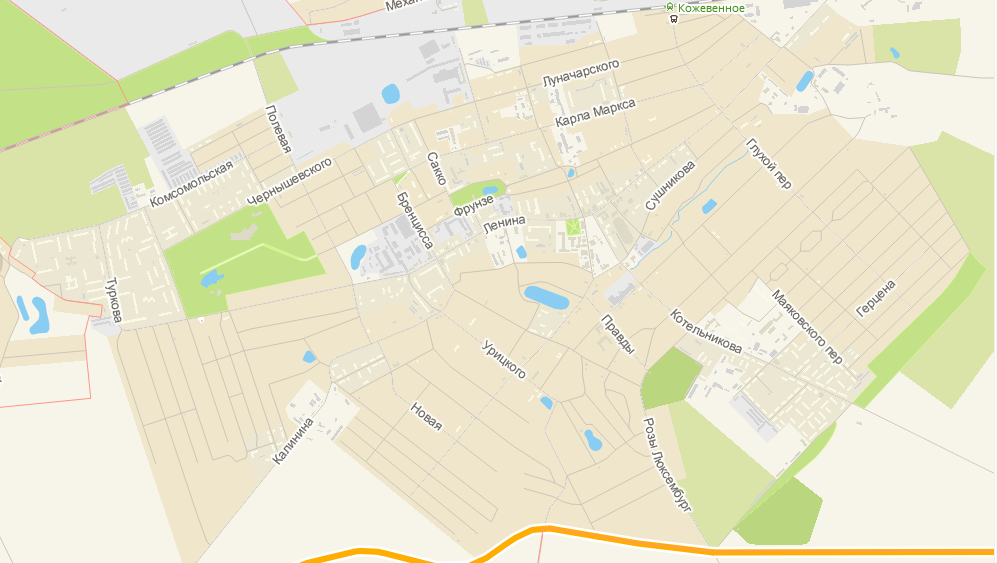 Механ
Кожевенное
Луначарского
Карла Маркса
Полевая
Глухой пер
Сакко
Чернышевского
Комсомольская
Сушникова
Бренцисса
Фрунзе
Ленина
Туркова
Герцена
Маяковского пер
Котельникова
Правды
Урицкого
Новая
Калинина
Розы Люксембург